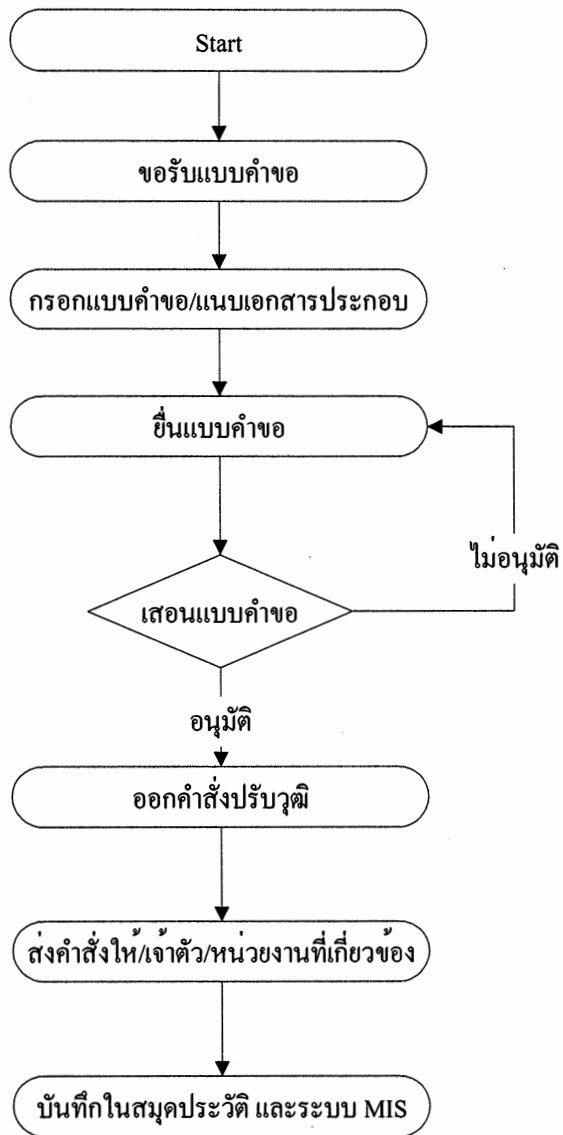 Start
ขอรับแบบคำขอ
กรอกแบบคำขอ/แนบเอกสารประกอบ
ยื่นแบบคำขอ
ไม่อนุมัติ
เสอนแบบคำขอ
อนุมัติ
ออกคำสั่งปรับวุฒิ
ส่งคำสั่งให้/เจ้าตัว/หน่วยงานที่เกี่ยวข้อง
บันทึกในสมุดประวัติ และระบบ MIS